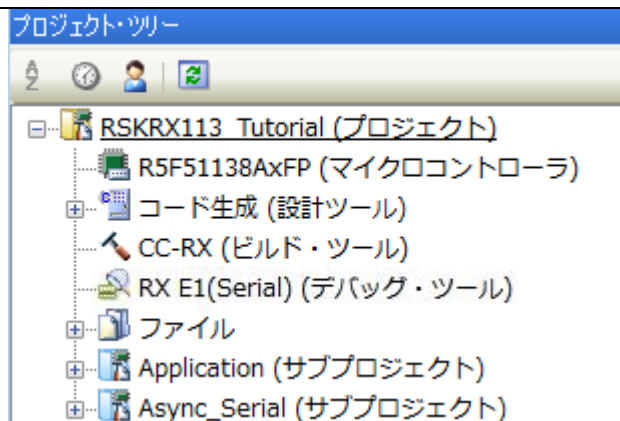 プロジェクト・ツリー
RSKRX113_Tutorial (プロジェクト)
R5F51138AxFP (マイクロコントローラ)
コード生成 (設計ツール)
CC-RX (ビルド・ツール)
RX E1(Serial) (デバッグ・ツール)
ファイル
Application (サブプロジェクト)
Async_Serial (サブプロジェクト)